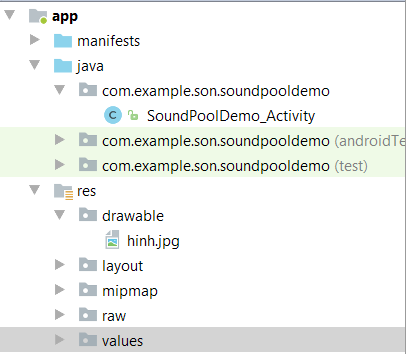 app
manifests
java
com.example.son.soundpooldemo
SoundPoolDemo_Activity
com.example.son.soundpooldemo (androidTe
com.example.son.soundpooldemo (test)
res
drawable
hinh.jpg
layout
mipmap
raw
values